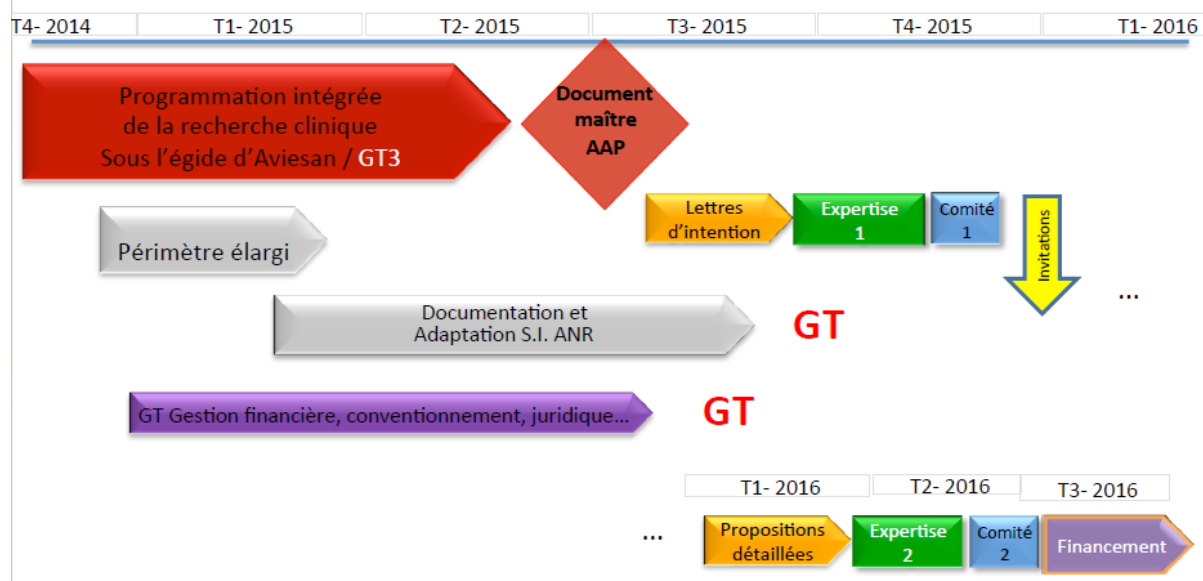 T4- 2014
T1- 2015
T2- 2015
T3- 2015
T4- 2015
T1- 2016
Programmation intégrée
de la recherche clinique
Sous l'égide d'Aviesan / GT3
Document
maître
AAP
Lettres
d'intention
Expertise
1
Comité
1
Invitations
Périmètre élargi
...
Documentation et
Adaptation S.I. ANR
GT
GT Gestion financière, conventionnement, juridique...
GT
T1- 2016
T2- 2016
T3- 2016
...
Propositions
détaillées
Expertise
2
Comité
2
Financement